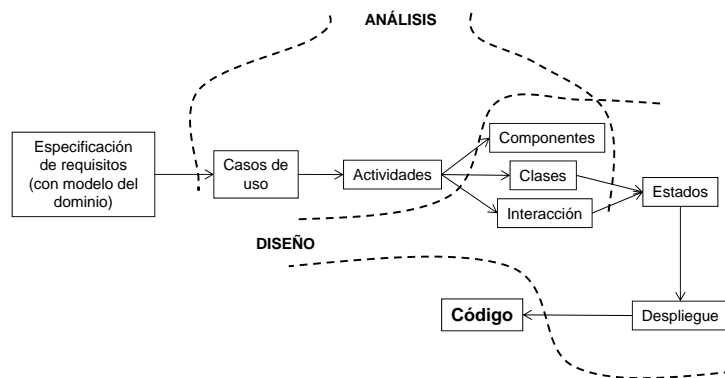 ANÁLISIS
Especificación
de requisitos
(con modelo del
dominio)
Casos de
uso
Actividades
Componentes
Clases
Interacción
Estados
DISEÑO
Código
Despliegue